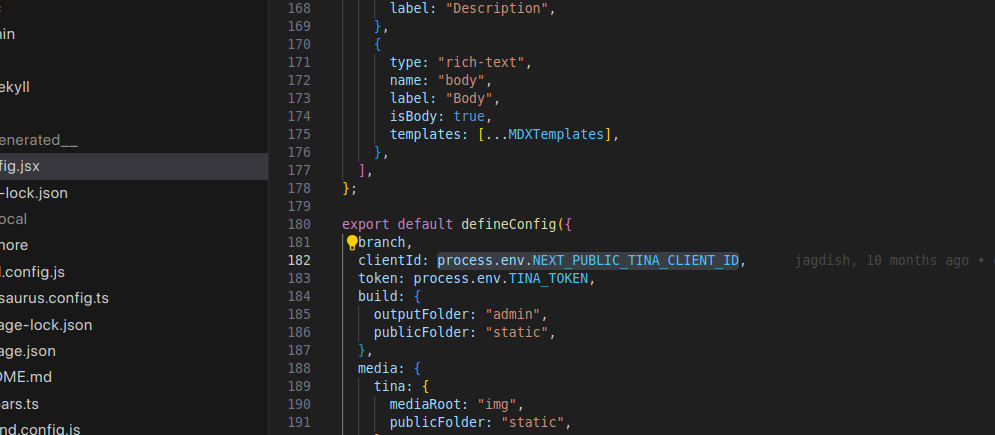 min
ekyll
enerated__
fig.jsx
-lock.json
ocal
nore
d.config.js
saurus.config.ts
age-lock.json
age.json
OME.md
ars.ts
nd.config.js
168 label: "Description",
169 },
170 {
171 type: "rich-text",
172 name: "body",
173 label: "Body",
174 isBody: true,
175 templates: [...MDXTemplates],
176 },
177 ],
178 };
179
180 export default defineConfig({
181 branch,
182 clientId: process.env.NEXT_PUBLIC_TINA_CLIENT_ID, jagdish, 10 months ago •
183 token: process.env.TINA_TOKEN,
184 build: {
185 outputFolder: "admin",
186 publicFolder: "static",
187 },
188 media: {
189 tina: {
190 mediaRoot: "img",
191 publicFolder: "static",